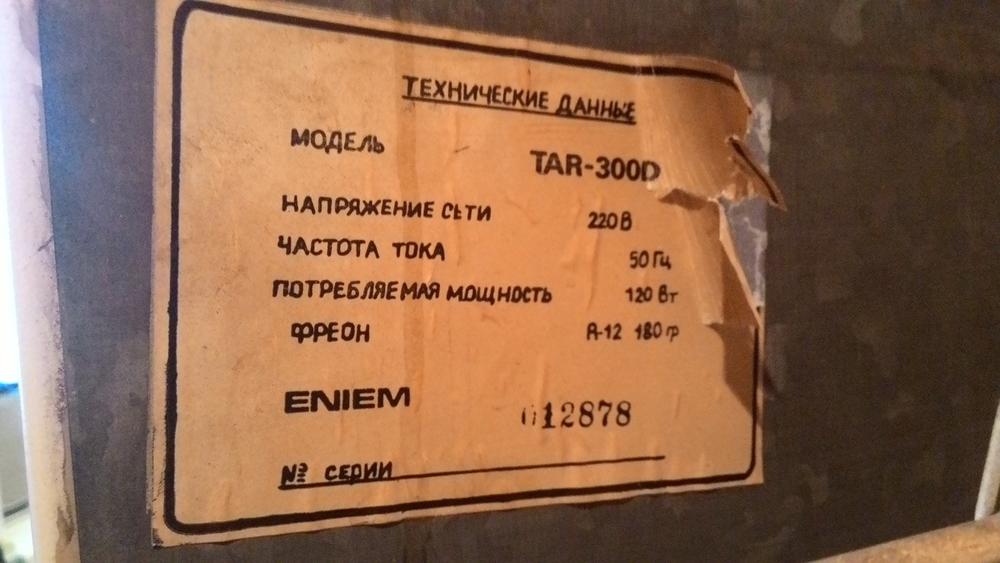 ТЕХНИЧЕСКИЕ ДАННЫЕ
МОДЕЛЬ TAR-300D
НАПРЯЖЕНИЕ СЕТИ 220 В
ЧАСТОТА ТОКА 50 Гц
ПОТРЕБЛЯЕМАЯ МОЩНОСТЬ 120 Вт
ФРЕОН R-12 180 гр
ENIEM 012878
№ СЕРИИ